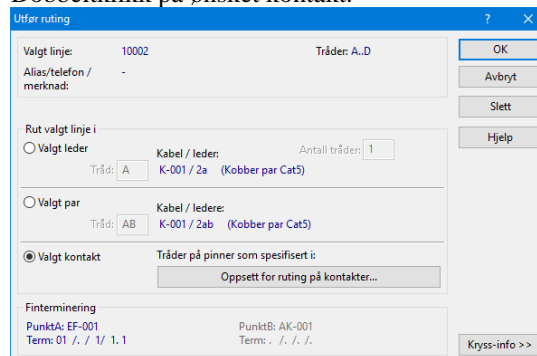 Dobbeltklikk på ønsket kontakt.
Utfør ruting ? ×
Valgt linje: 10002 Tråder: A..D OK
Alias/telefon / merknad: - Avbryt
Slett
Rut valgt linje i Hjelp
Valgt leder Kabel / leder: Antall tråder: 1
Tråd: A K-001 / 2a (Kobber par Cat5)
Valgt par Kabel / ledere:
Tråd: AB K-001 / 2ab (Kobber par Cat5)
Valgt kontakt Tråder på pinner som spesifisert i:
Oppsett for ruting på kontakter...
Finterminering
PunktA: EF-001 PunktB: AK-001
Term: 01 /. / 1/ 1. 1 Term: . /. /. /. Kryss-info >>